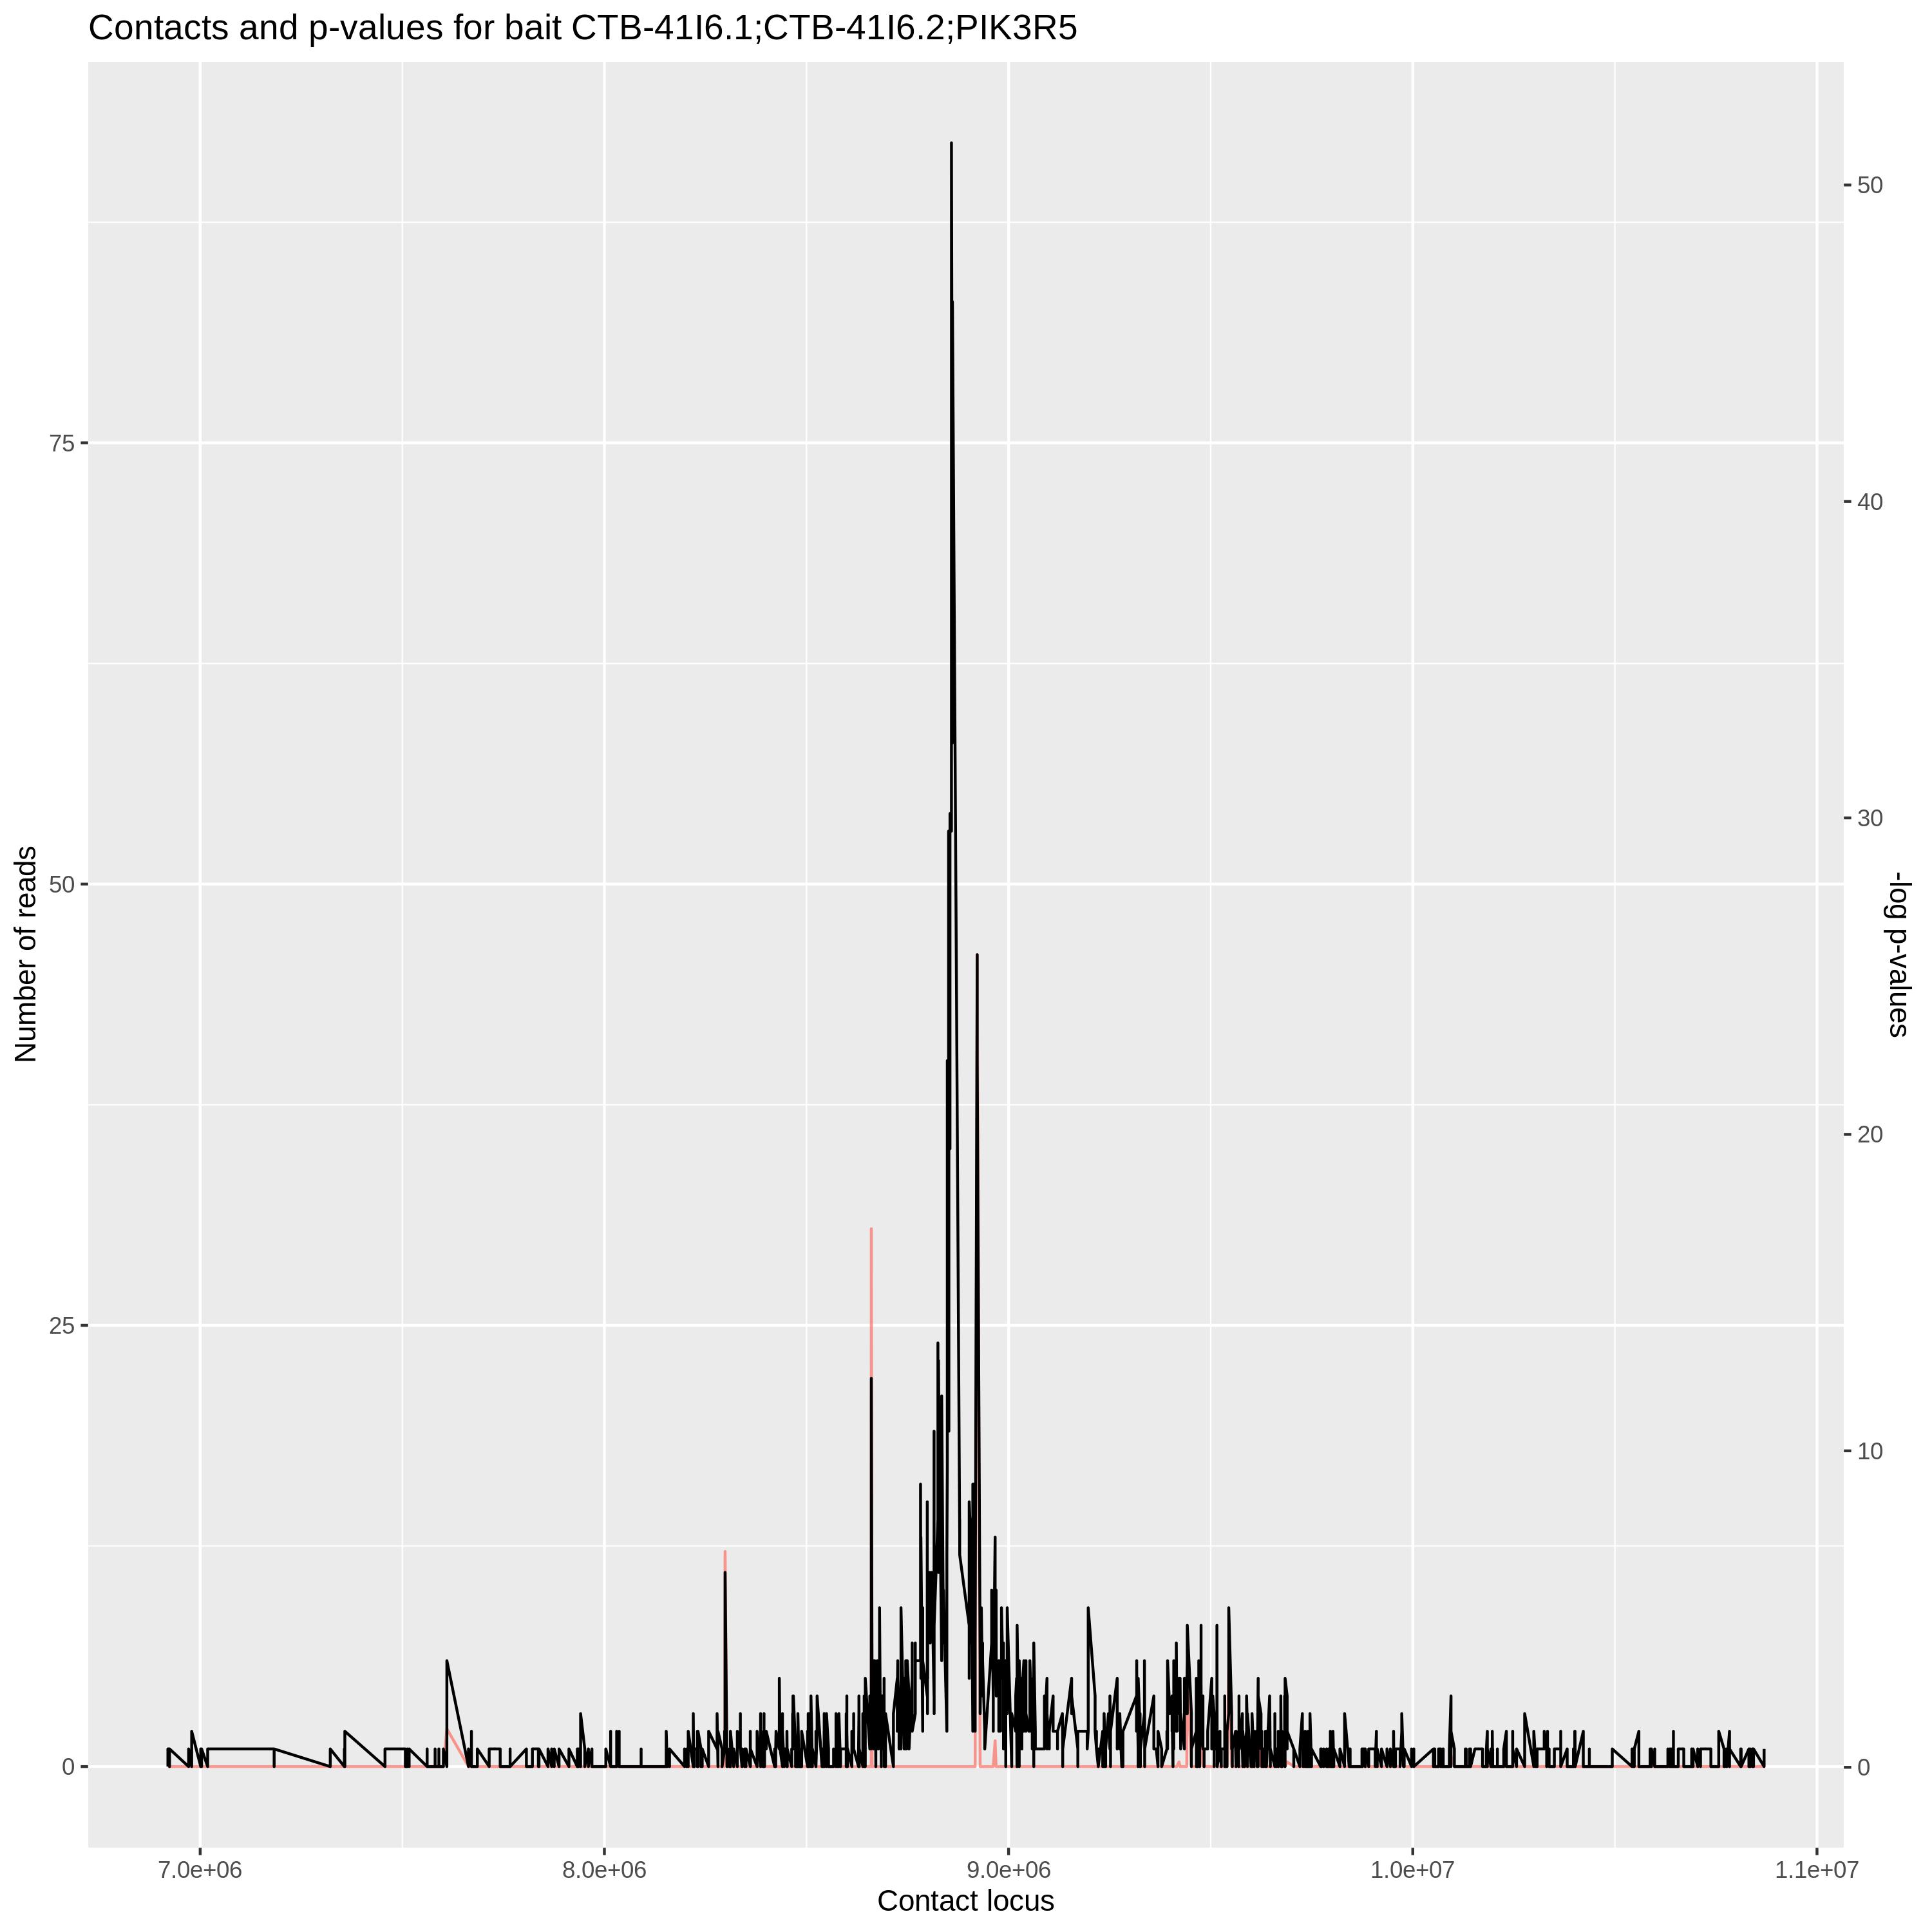 Contacts and p-values for bait CTB-41I6.1;CTB-41I6.2;PIK3R5
Number of reads
75
50
25
0
50
40
30
20
10
0
-log p-values
7.0e+06 8.0e+06 9.0e+06 1.0e+07 1.1e+07
Contact locus